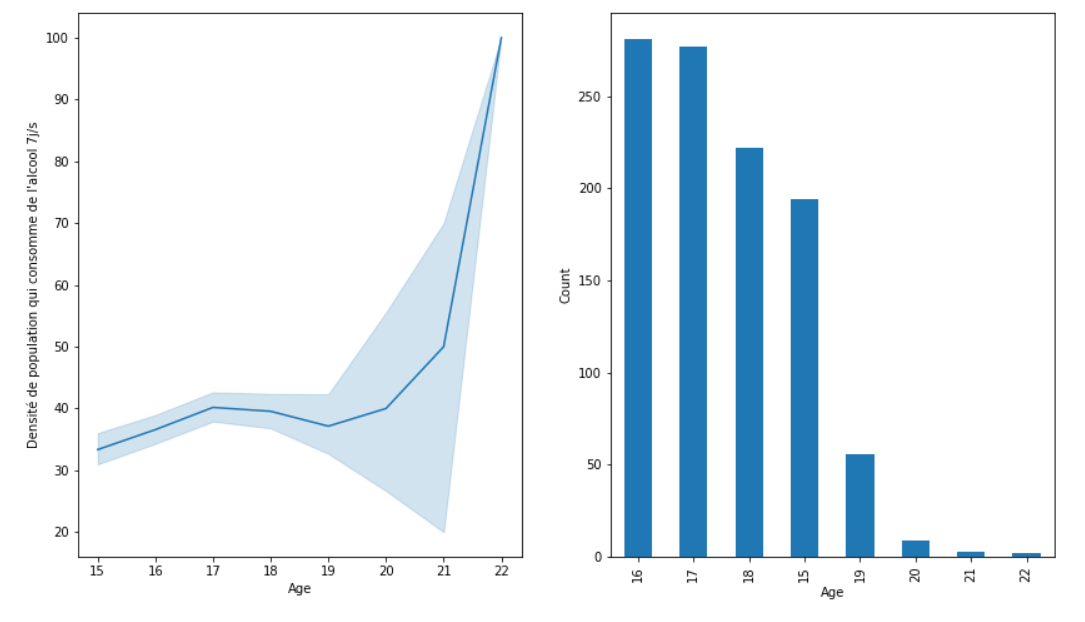 Densité de population qui consomme de l'alcool 7j/s
100
90
80
70
60
50
40
30
20
15 16 17 18 19 20 21 22
Age
Count
250
200
150
100
50
0
16 17 18 15 19 20 21 22
Age